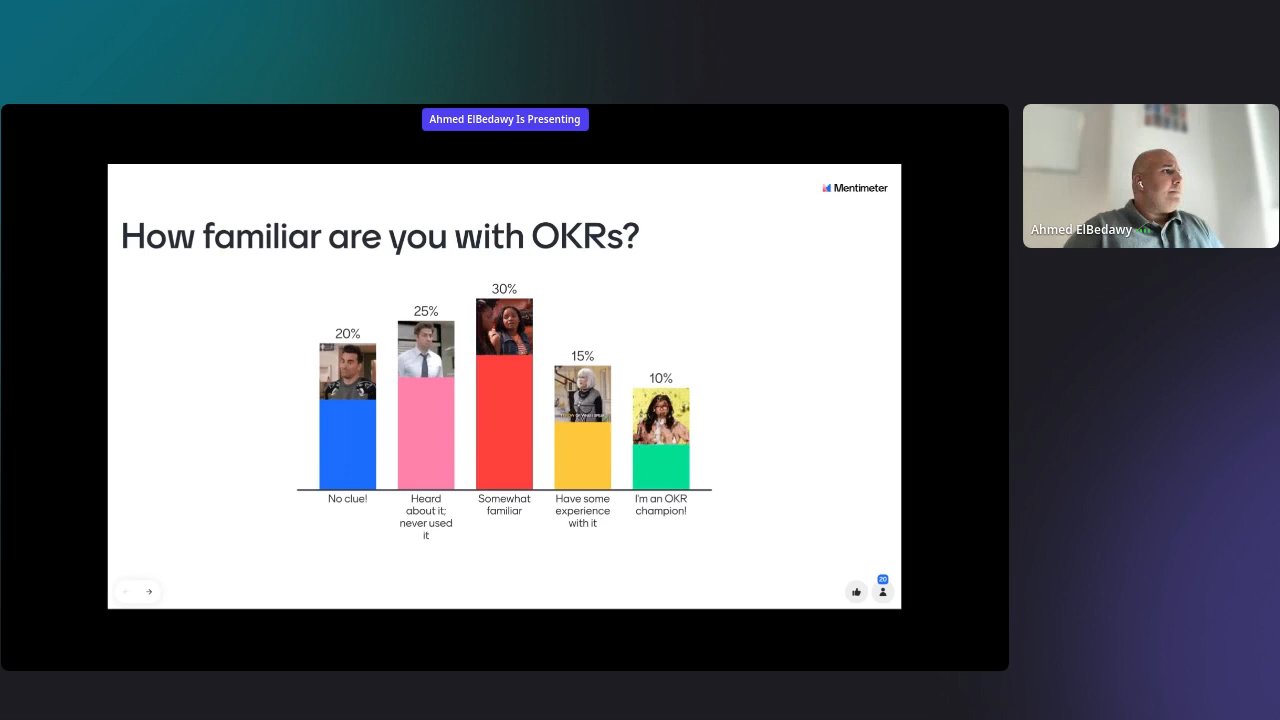 Ahmed ElBedawy Is Presenting
Mentimeter
How familiar are you with OKRs?
20%
25%
30%
15%
10%
No clue!
Heard
about it;
never used
it
Somewhat
familiar
Have some
experience
with it
I'm an OKR
champion!
20
Ahmed ElBedawy